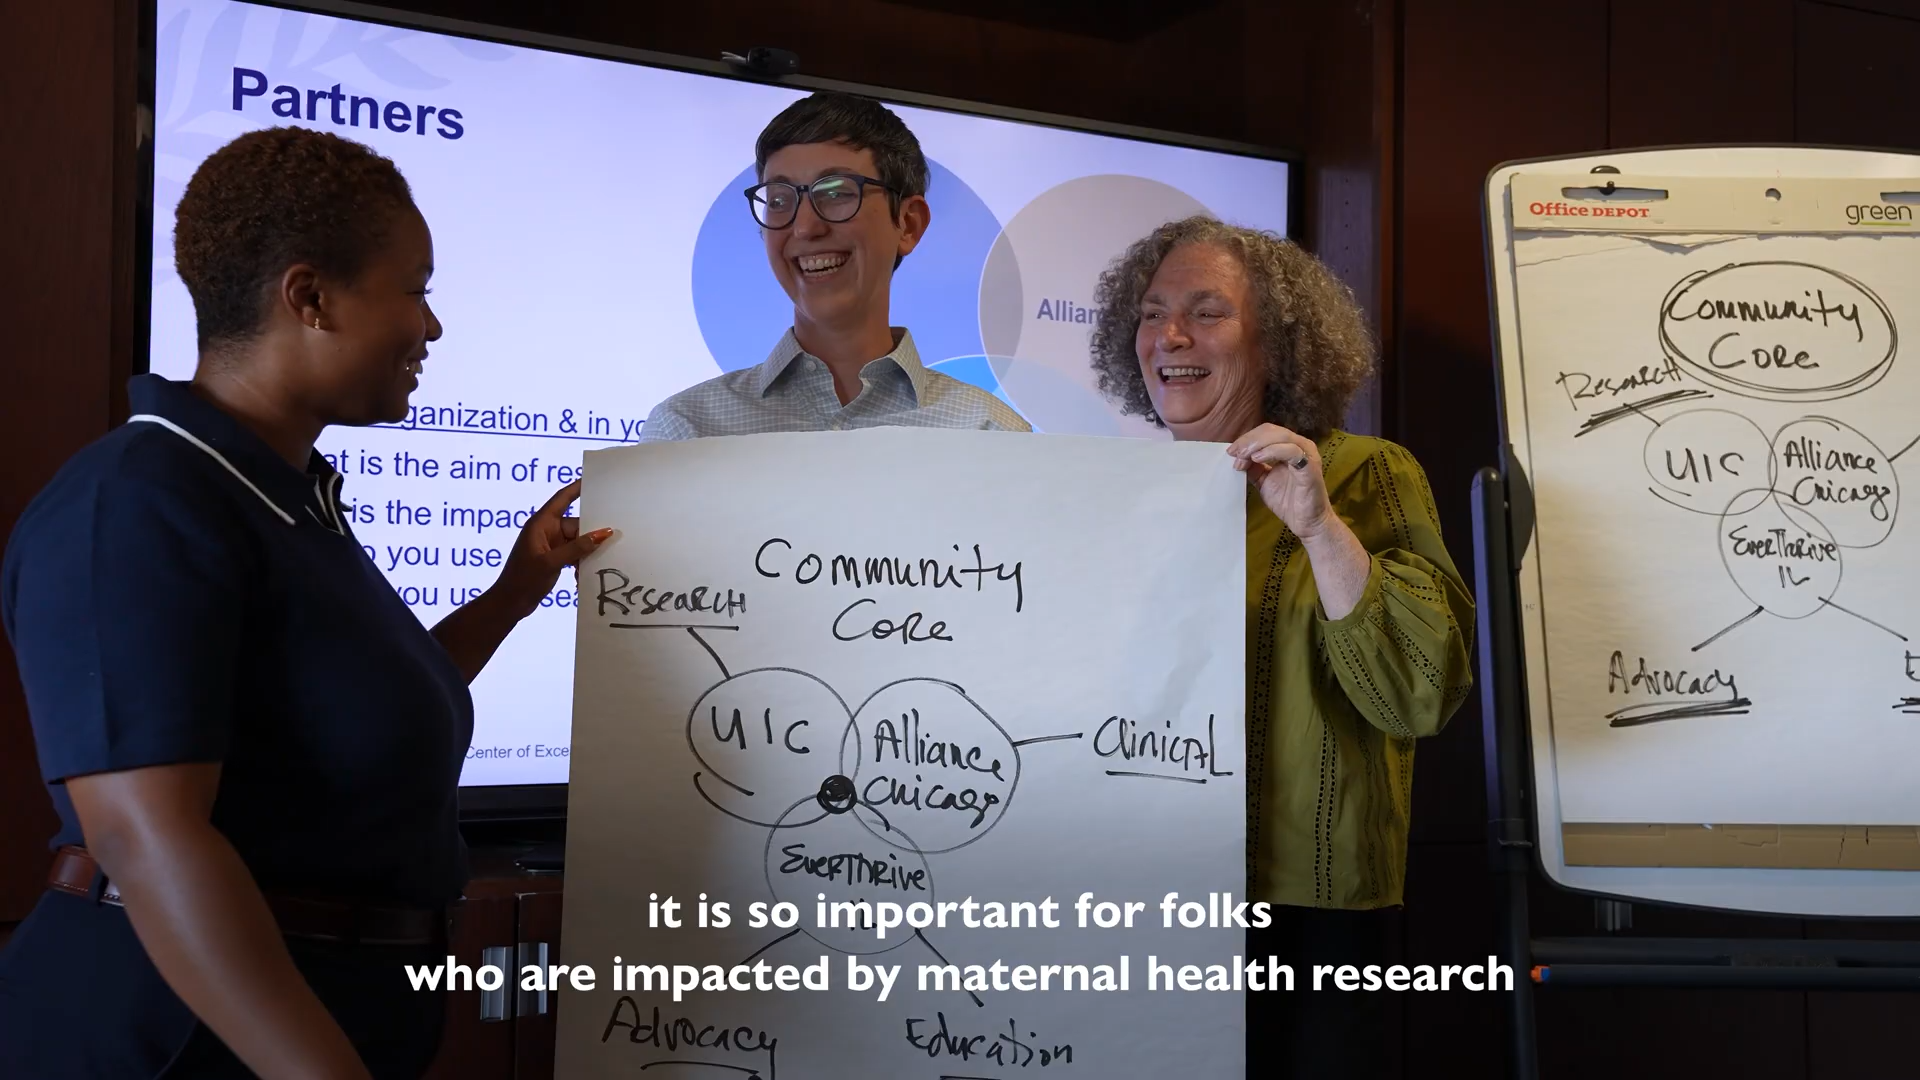 Partners
Allian
ganization & in yo
at is the aim of res
is the impact
you use
you us
Center of Exce
Community
Core
Research
UIC
Alliance
Chicago
Clinical
EverThrive
IL
Advocacy
Education
Office DEPOT
green
Community
Core
Research
UIC
Alliance
Chicago
EverThrive
IL
Advocacy
it is so important for folks
who are impacted by maternal health research